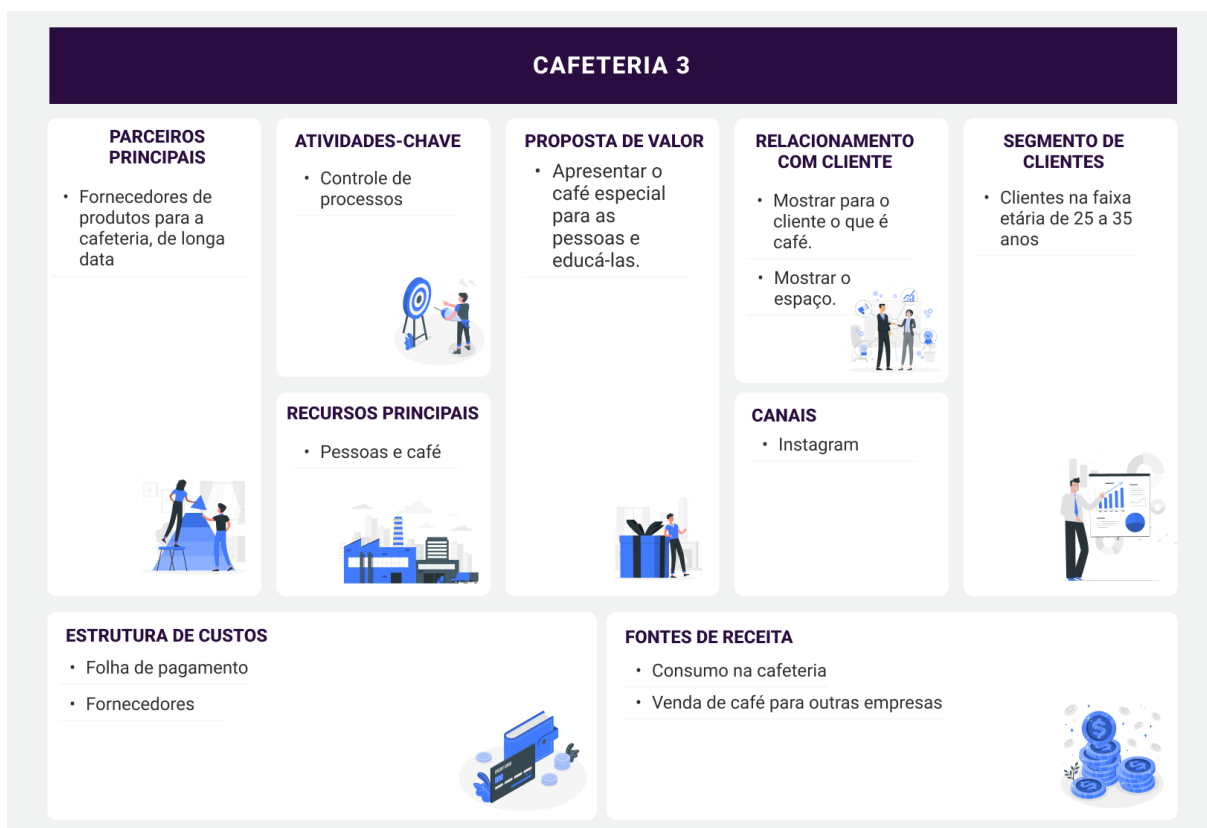 CAFETERIA 3
PARCEIROS
PRINCIPAIS
• Fornecedores de
produtos para a
cafeteria, de longa
data
ATIVIDADES-CHAVE
• Controle de
processos
RECURSOS PRINCIPAIS
• Pessoas e café
PROPOSTA DE VALOR
• Apresentar o
café especial
para as
pessoas e
educá-las.
RELACIONAMENTO
COM CLIENTE
• Mostrar para o
cliente o que é
café.
• Mostrar o
espaço.
CANAIS
• Instagram
SEGMENTO DE
CLIENTES
• Clientes na faixa
etária de 25 a 35
anos
ESTRUTURA DE CUSTOS
• Folha de pagamento
• Fornecedores
FONTES DE RECEITA
• Consumo na cafeteria
• Venda de café para outras empresas